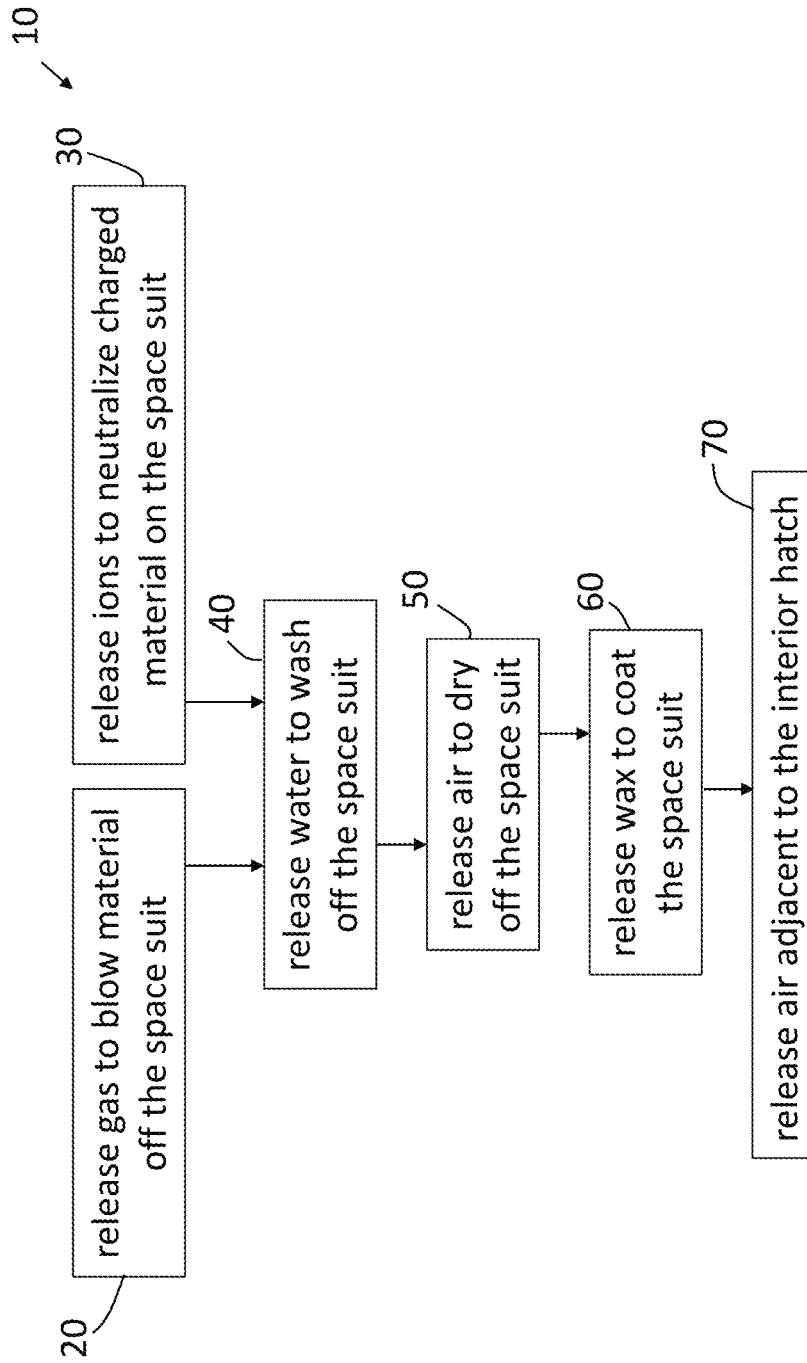 10
20
release gas to blow material
off the space suit
30
release ions to neutralize charged
material on the space suit
40
release water to wash
off the space suit
50
release air to dry
off the space suit
60
release wax to coat
the space suit
70
release air adjacent to the interior hatch